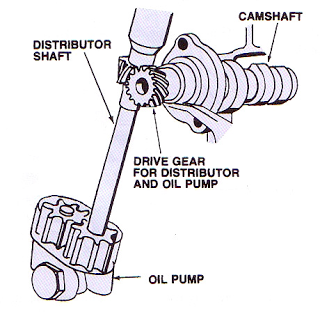 CAMSHAFT
DISTRIBUTOR
SHAFT
DRIVE GEAR
FOR DISTRIBUTOR
AND OIL PUMP
OIL PUMP